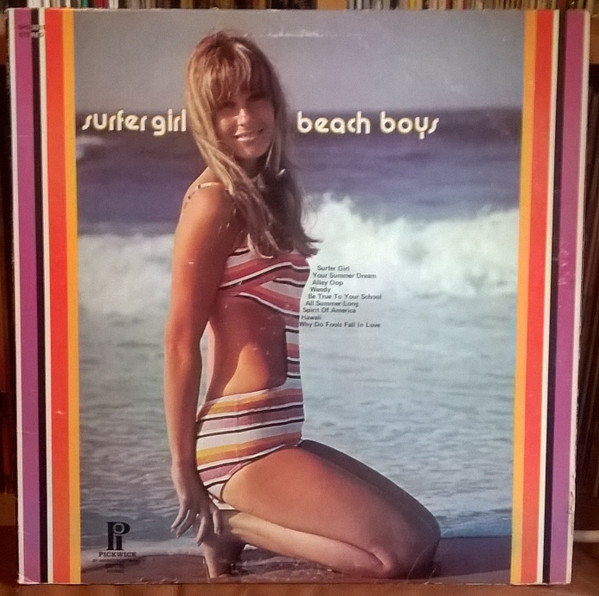 surfer girl
beach boys
Surfer Girl
Your Summer Dream
Alley Oop
Wendy
Be True To Your School
All Summer Long
Spirit Of America
Hawaii
Why Do Fools Fall In Love
Pi
PICKWICK